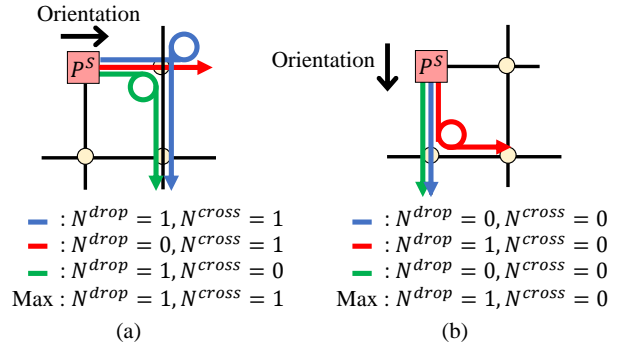 Orientation
P^S
: N^drop = 1, N^cross = 1
: N^drop = 0, N^cross = 1
: N^drop = 1, N^cross = 0
Max : N^drop = 1, N^cross = 1
(a)
Orientation
P^S
: N^drop = 0, N^cross = 0
: N^drop = 1, N^cross = 0
: N^drop = 0, N^cross = 0
Max : N^drop = 1, N^cross = 0
(b)